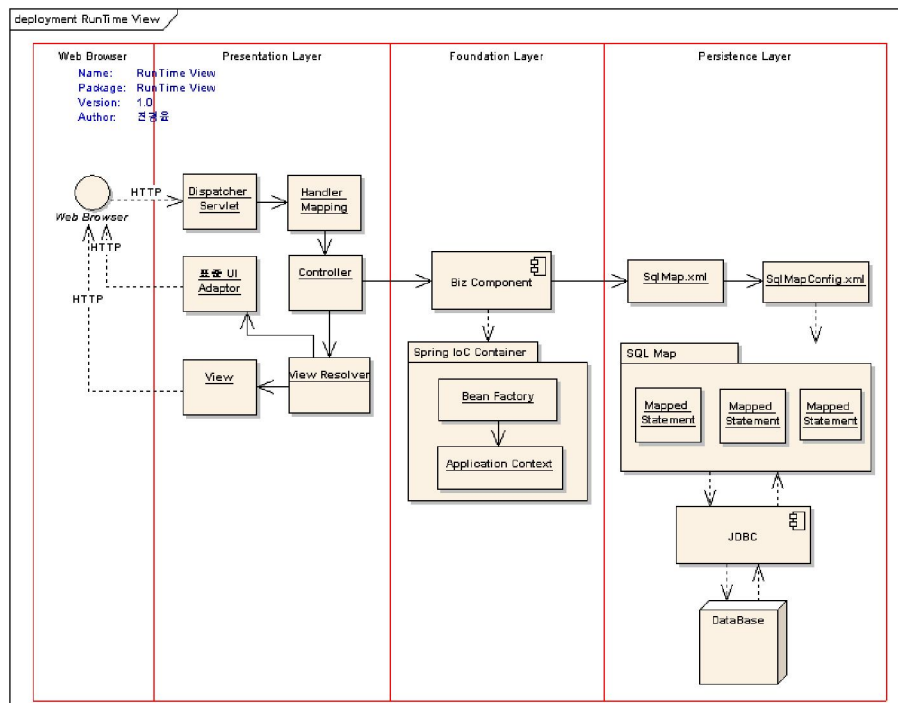 deployment RunTime View
Web Browser
Presentation Layer
Foundation Layer
Persistence Layer
Name: RunTime View
Package: RunTime View
Version: 1.0
Author:
HTTP
Dispatcher
Servlet
Handler
Mapping
Web Browser
HTTP
표준 UI
Adaptor
Controller
Biz Component
SqlMap.xml
SqlMapConfig.xml
HTTP
View
View Resolver
Spring IoC Container
Bean Factory
Application Context
SQL Map
Mapped
Statement
Mapped
Statement
Mapped
Statement
JDBC
DataBase